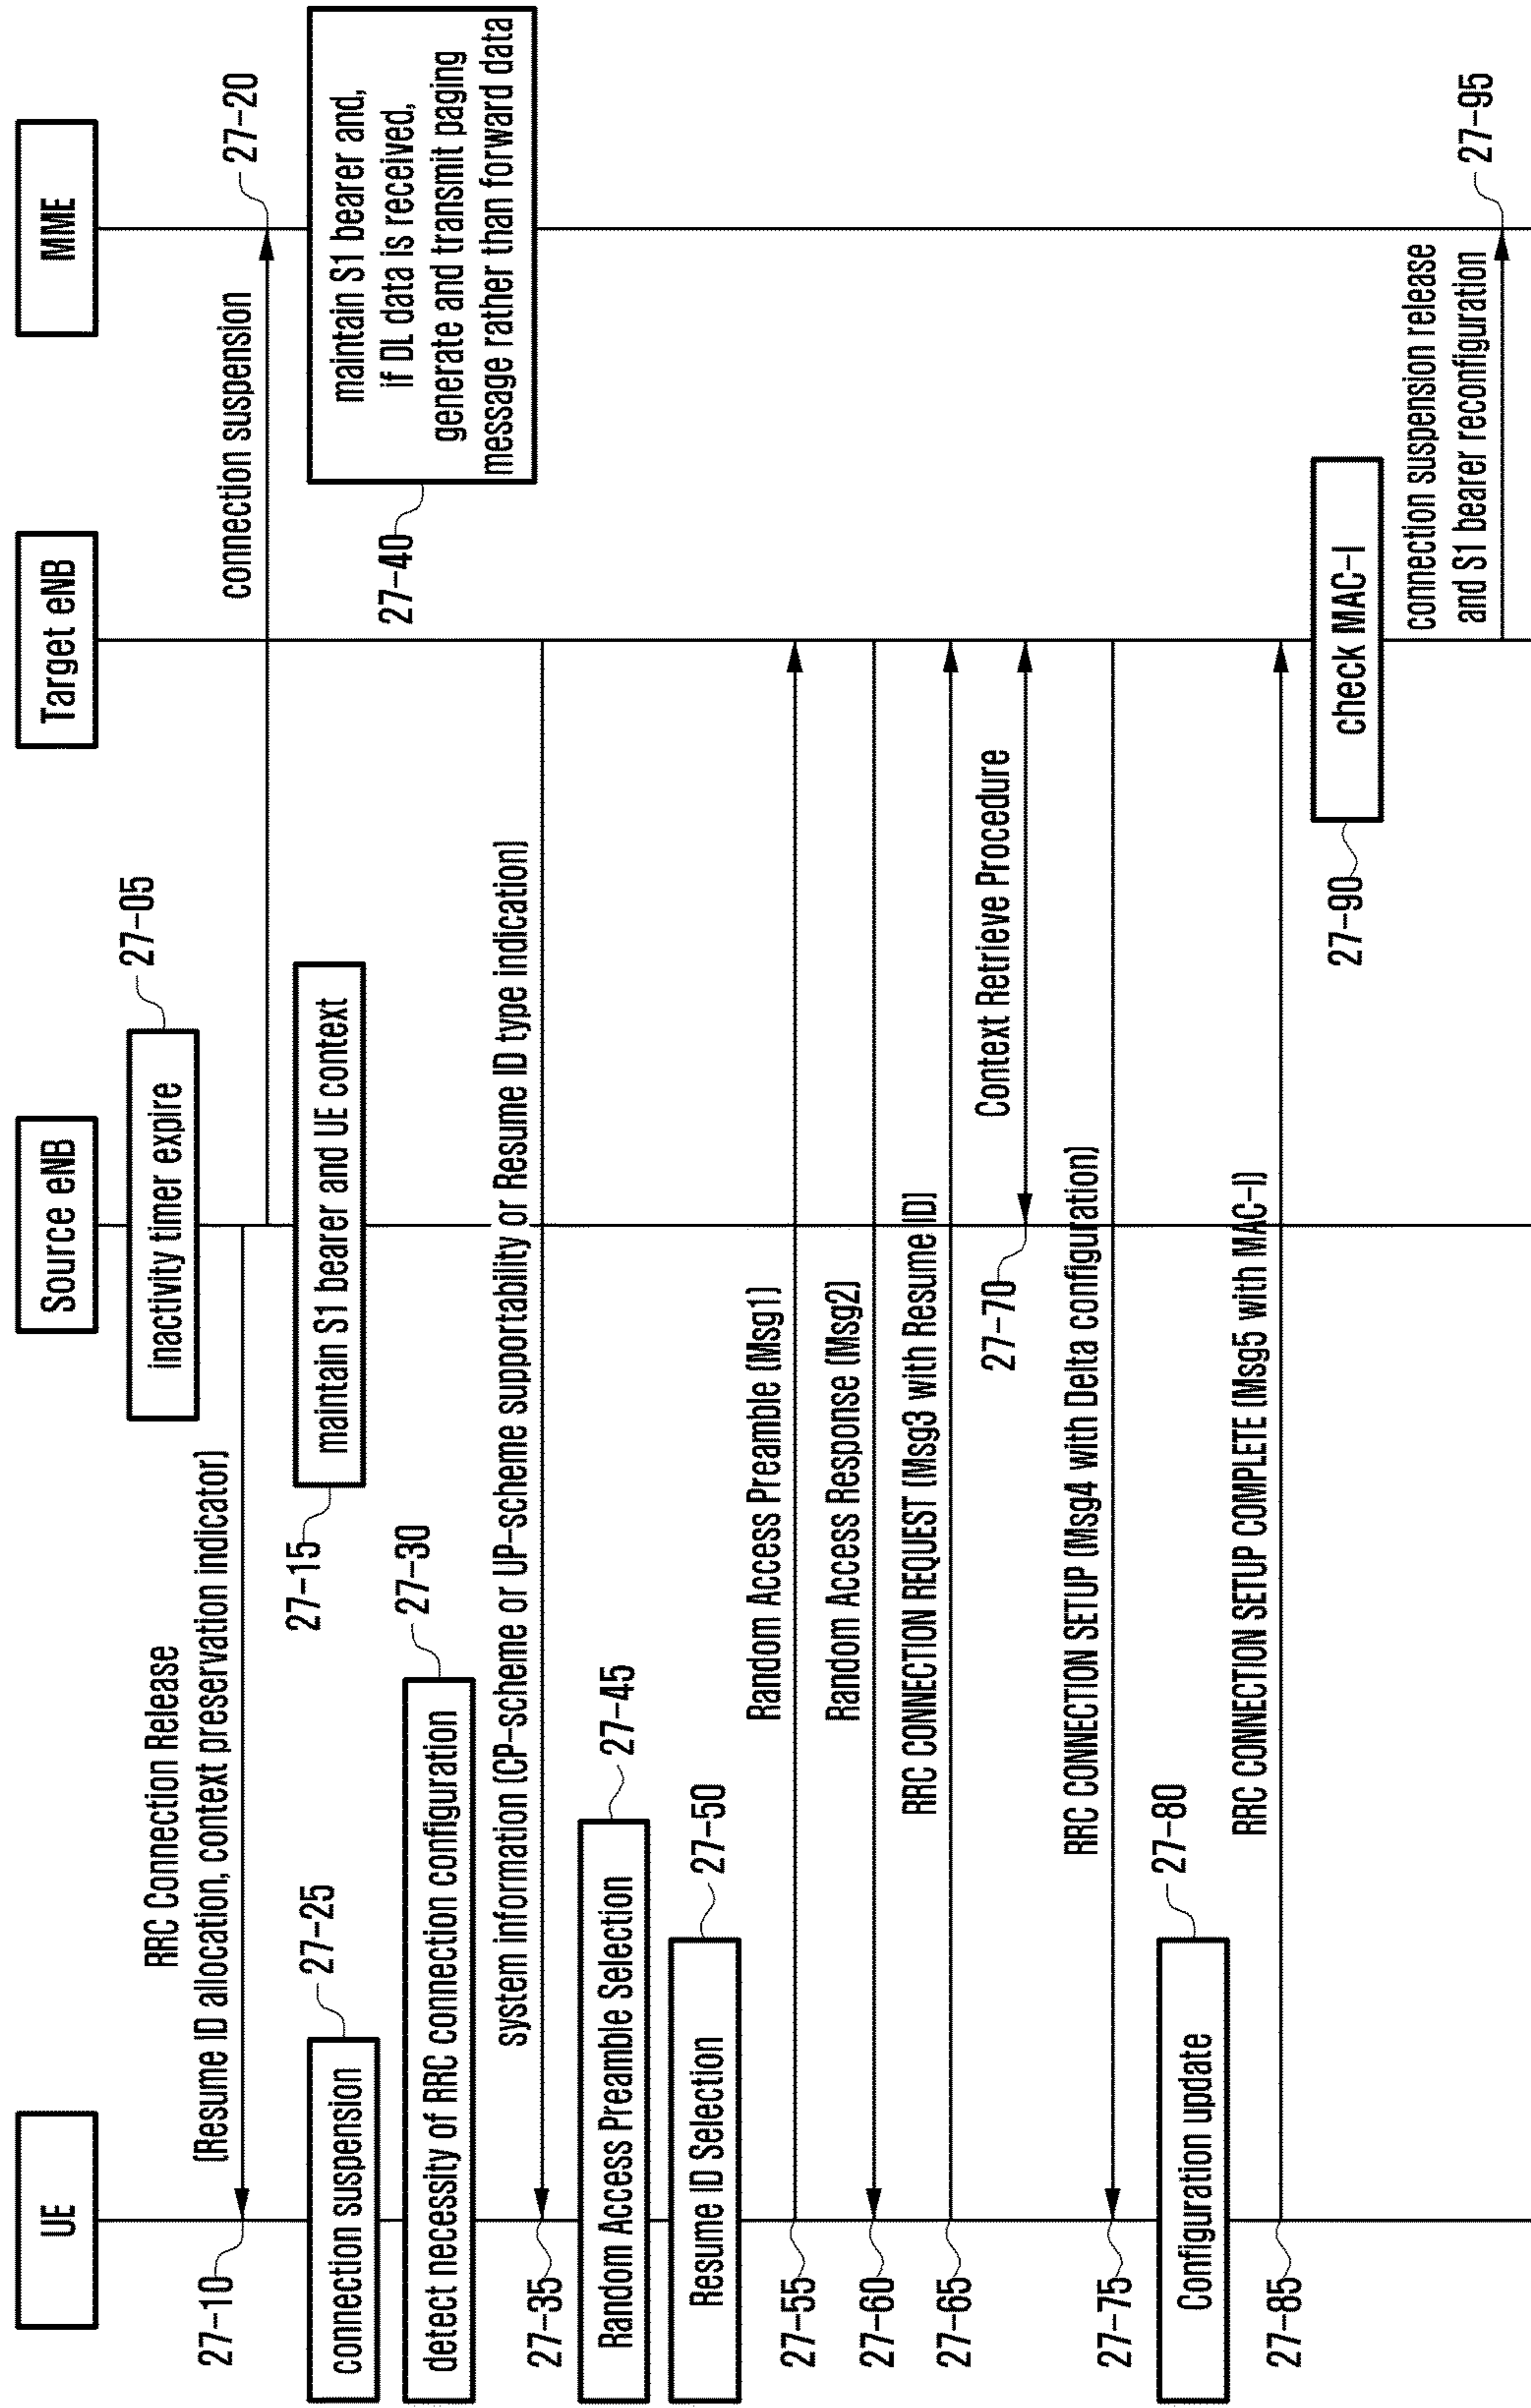 UE
Source eNB
Target eNB
MME
inactivity timer expire
27-05
RRC Connection Release
(Resume ID allocation, context preservation indicator)
27-10
connection suspension
27-20
maintain S1 bearer and UE context
27-15
connection suspension
27-25
maintain S1 bearer and,
if DL data is received,
generate and transmit paging
message rather than forward data
27-40
detect necessity of RRC connection configuration
27-30
system information (CP-scheme or UP-scheme supportability or Resume ID type indication)
27-35
Random Access Preamble Selection
27-45
Resume ID Selection
27-50
Random Access Preamble (Msg1)
27-55
Random Access Response (Msg2)
27-60
RRC CONNECTION REQUEST (Msg3 with Resume ID)
27-65
Context Retrieve Procedure
27-70
RRC CONNECTION SETUP (Msg4 with Delta configuration)
27-75
Configuration update
27-80
RRC CONNECTION SETUP COMPLETE (Msg5 with MAC-I)
27-85
check MAC-I
27-90
connection suspension release
and S1 bearer reconfiguration
27-95